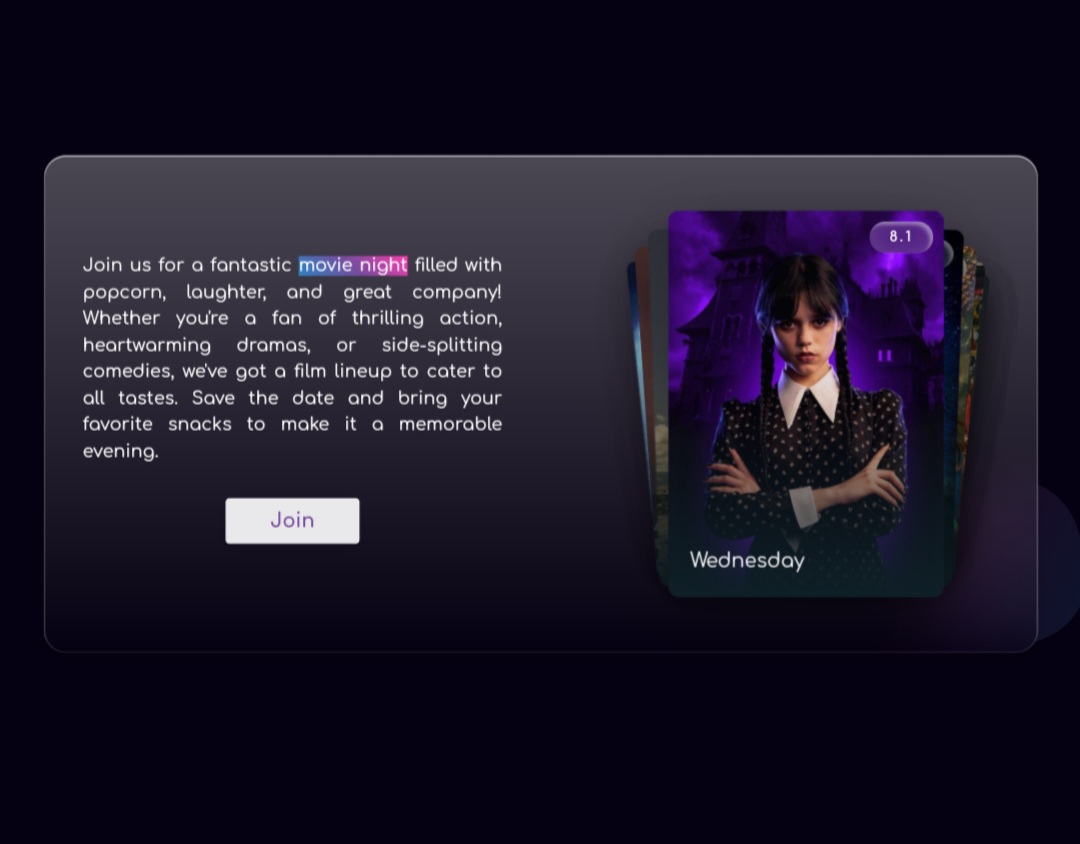 Join us for a fantastic movie night filled with
popcorn, laughter, and great company!
Whether you're a fan of thrilling action,
heartwarming dramas, or side-splitting
comedies, we've got a film lineup to cater to
all tastes. Save the date and bring your
favorite snacks to make it a memorable
evening.
Join
8.1
Wednesday